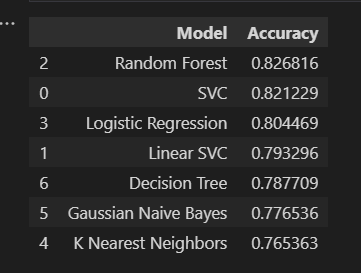 ...
Model Accuracy
2 Random Forest 0.826816
0 SVC 0.821229
3 Logistic Regression 0.804469
1 Linear SVC 0.793296
6 Decision Tree 0.787709
5 Gaussian Naive Bayes 0.776536
4 K Nearest Neighbors 0.765363